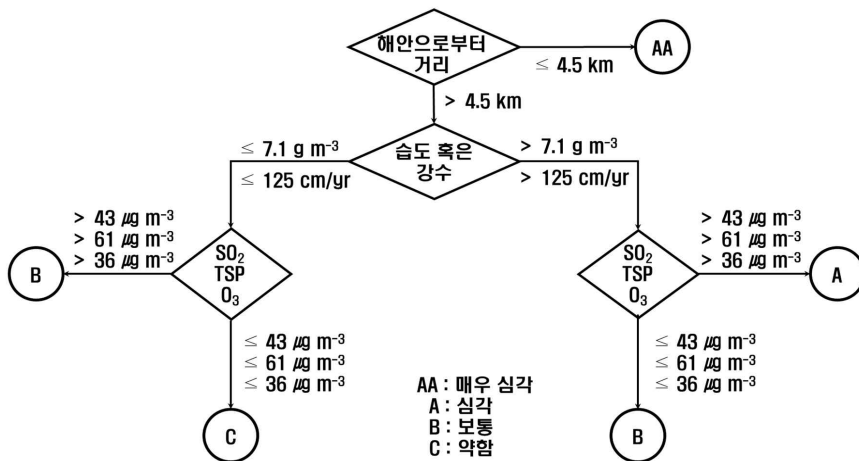 해안으로부터
거리
AA
≤ 4.5 km
> 4.5 km
≤ 7.1 g m⁻³
≤ 125 cm/yr
습도 혹은
강수
> 7.1 g m⁻³
> 125 cm/yr
> 43 ㎍ m⁻³
> 61 ㎍ m⁻³
> 36 ㎍ m⁻³
B
SO₂
TSP
O₃
SO₂
TSP
O₃
> 43 ㎍ m⁻³
> 61 ㎍ m⁻³
> 36 ㎍ m⁻³
A
≤ 43 ㎍ m⁻³
≤ 61 ㎍ m⁻³
≤ 36 ㎍ m⁻³
C
≤ 43 ㎍ m⁻³
≤ 61 ㎍ m⁻³
≤ 36 ㎍ m⁻³
B
AA : 매우 심각
A : 심각
B : 보통
C : 약함